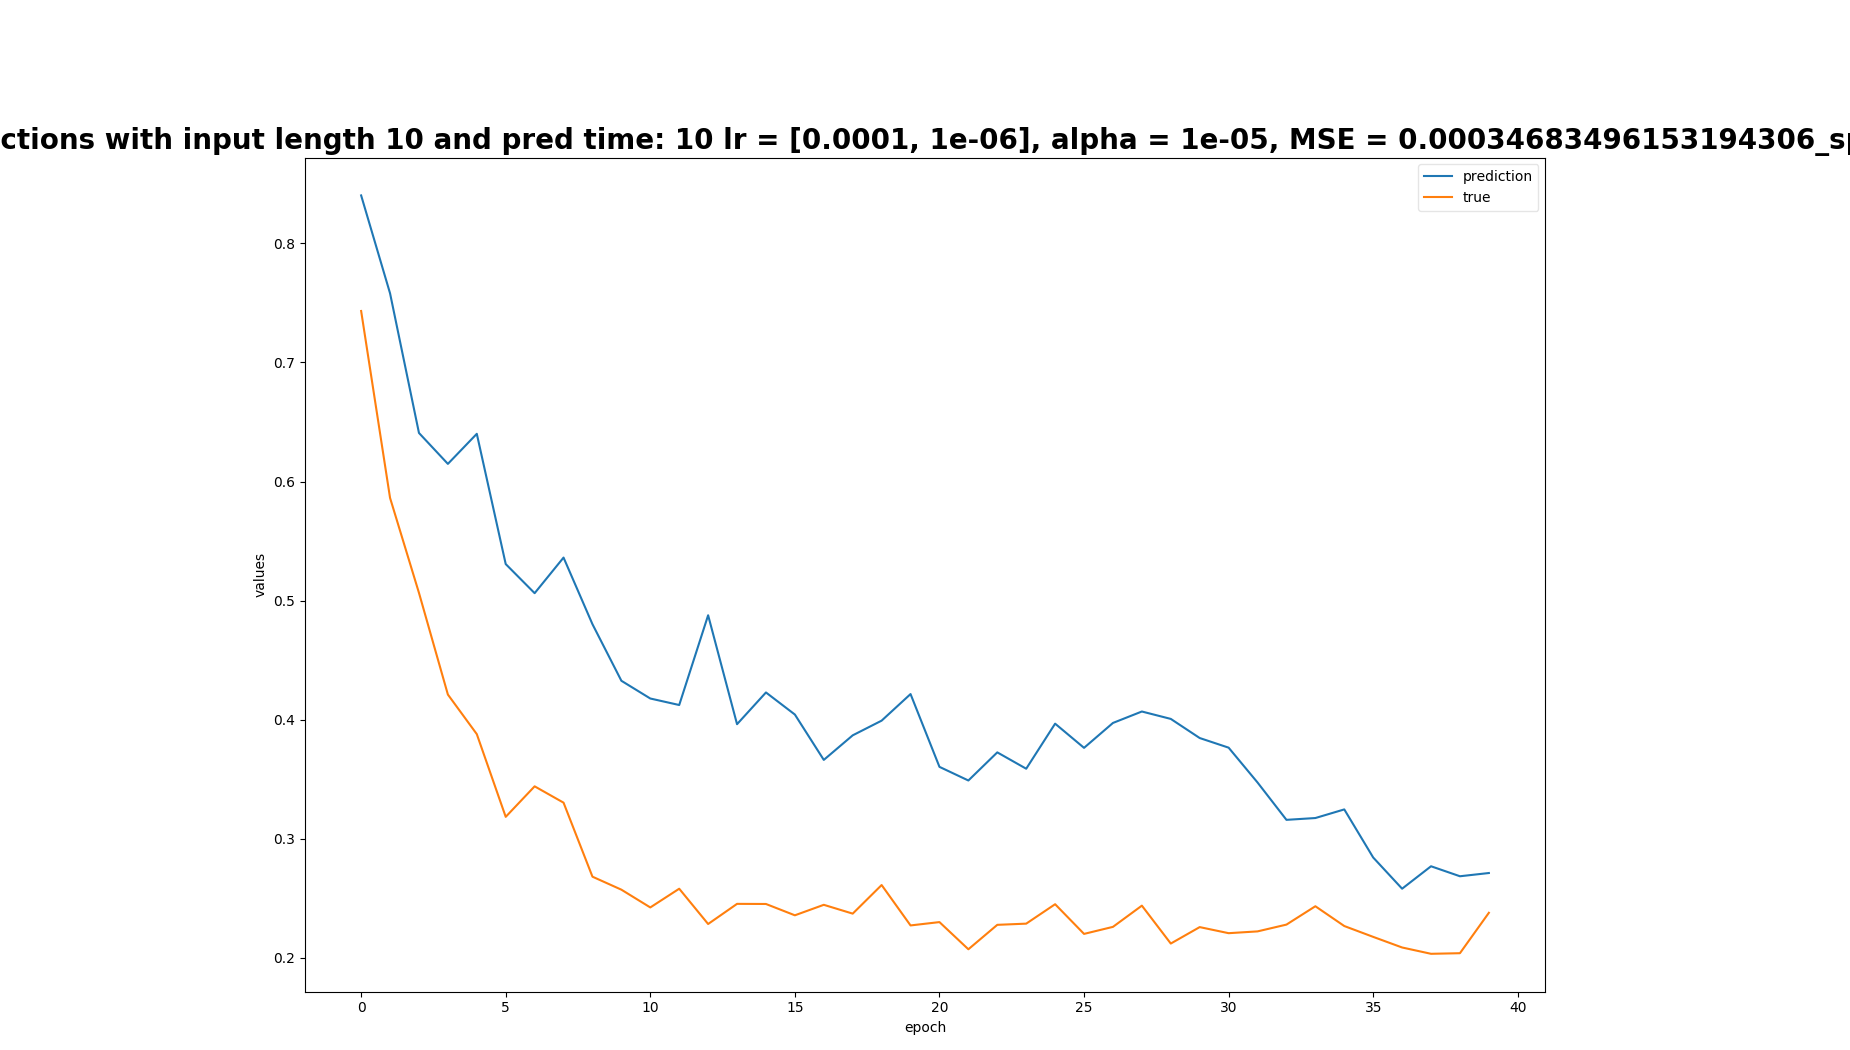 ctions with input length 10 and pred time: 10 lr = [0.0001, 1e-06], alpha = 1e-05, MSE = 0.00034683496153194306_sp
prediction
true
0.8
0.7
0.6
0.5
0.4
0.3
0.2
values
0 5 10 15 20 25 30 35 40
epoch